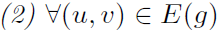 (2) ∀(u, v) ∈ E(g)